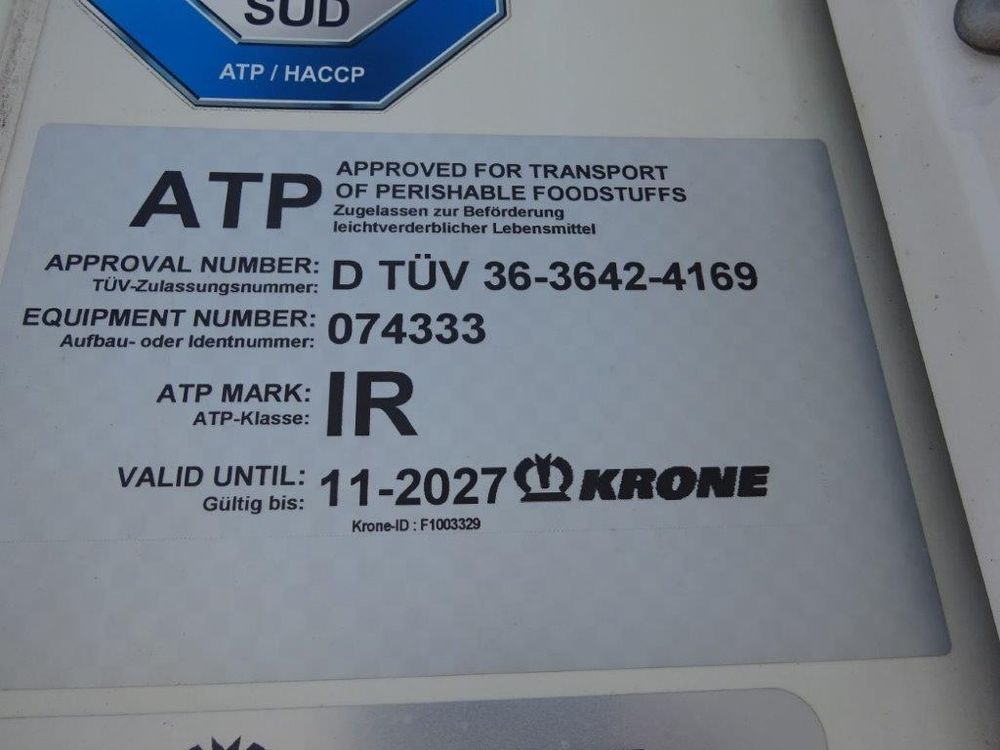 SÜD
ATP / HACCP
ATP
APPROVED FOR TRANSPORT
OF PERISHABLE FOODSTUFFS
Zugelassen zur Beförderung
leichtverderblicher Lebensmittel
APPROVAL NUMBER: D TÜV 36-3642-4169
TÜV-Zulassungsnummer:
EQUIPMENT NUMBER: 074333
Aufbau- oder Identnummer:
ATP MARK: IR
ATP-Klasse:
VALID UNTIL: 11-2027 KRONE
Gültig bis:
Krone-ID : F1003329